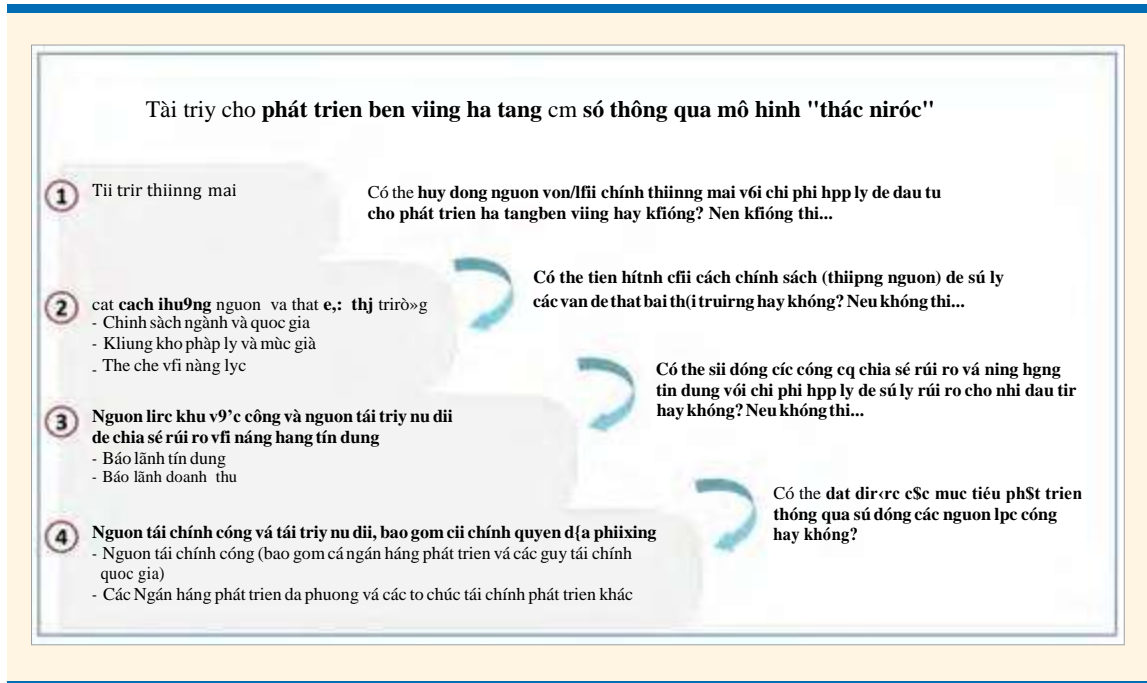 Tài triy cho phát trien ben viing ha tang cm só thông qua mô hinh "thác niróc"
1
Tii trir thiinng mai
Có the huy dong nguon von/lfii chính thiinng mai v6i chi phi hpp ly de dau tu
cho phát trien ha tangben viing hay kfióng? Nen kfióng thi...
Có the tien hítnh cfii cách chính sách (thiipng nguon) de sú ly
các van de that bai th(i truirng hay không? Neu không thi...
2
cat cach ihu9ng nguon va that e,: thj trirò»g
- Chinh sàch ngành và quoc gia
- Kliung kho phàp ly và mùc già
- The che vfi nàng lyc
Có the sii dóng cíc cóng cq chia sé rúi ro vá ning hgng
tin dung vói chi phi hpp ly de sú ly rúi ro cho nhi dau tir
hay không? Neu không thi...
3
Nguon lirc khu v9'c công và nguon tái triy nu dii
de chia sé rúi ro vfi náng hang tín dung
- Báo lãnh tín dung
- Báo lãnh doanh thu
Có the dat dir‹rc c$c muc tiéu ph$t trien
thóng qua sú dóng các nguon lpc cóng
hay không?
4
Nguon tái chính cóng vá tái triy nu dii, bao gom cii chính quyen d{a phiixing
- Nguon tái chính cóng (bao gom cá ngán háng phát trien vá các guy tái chính
quoc gia)
- Các Ngán háng phát trien da phuong vá các to chúc tái chính phát trien khác